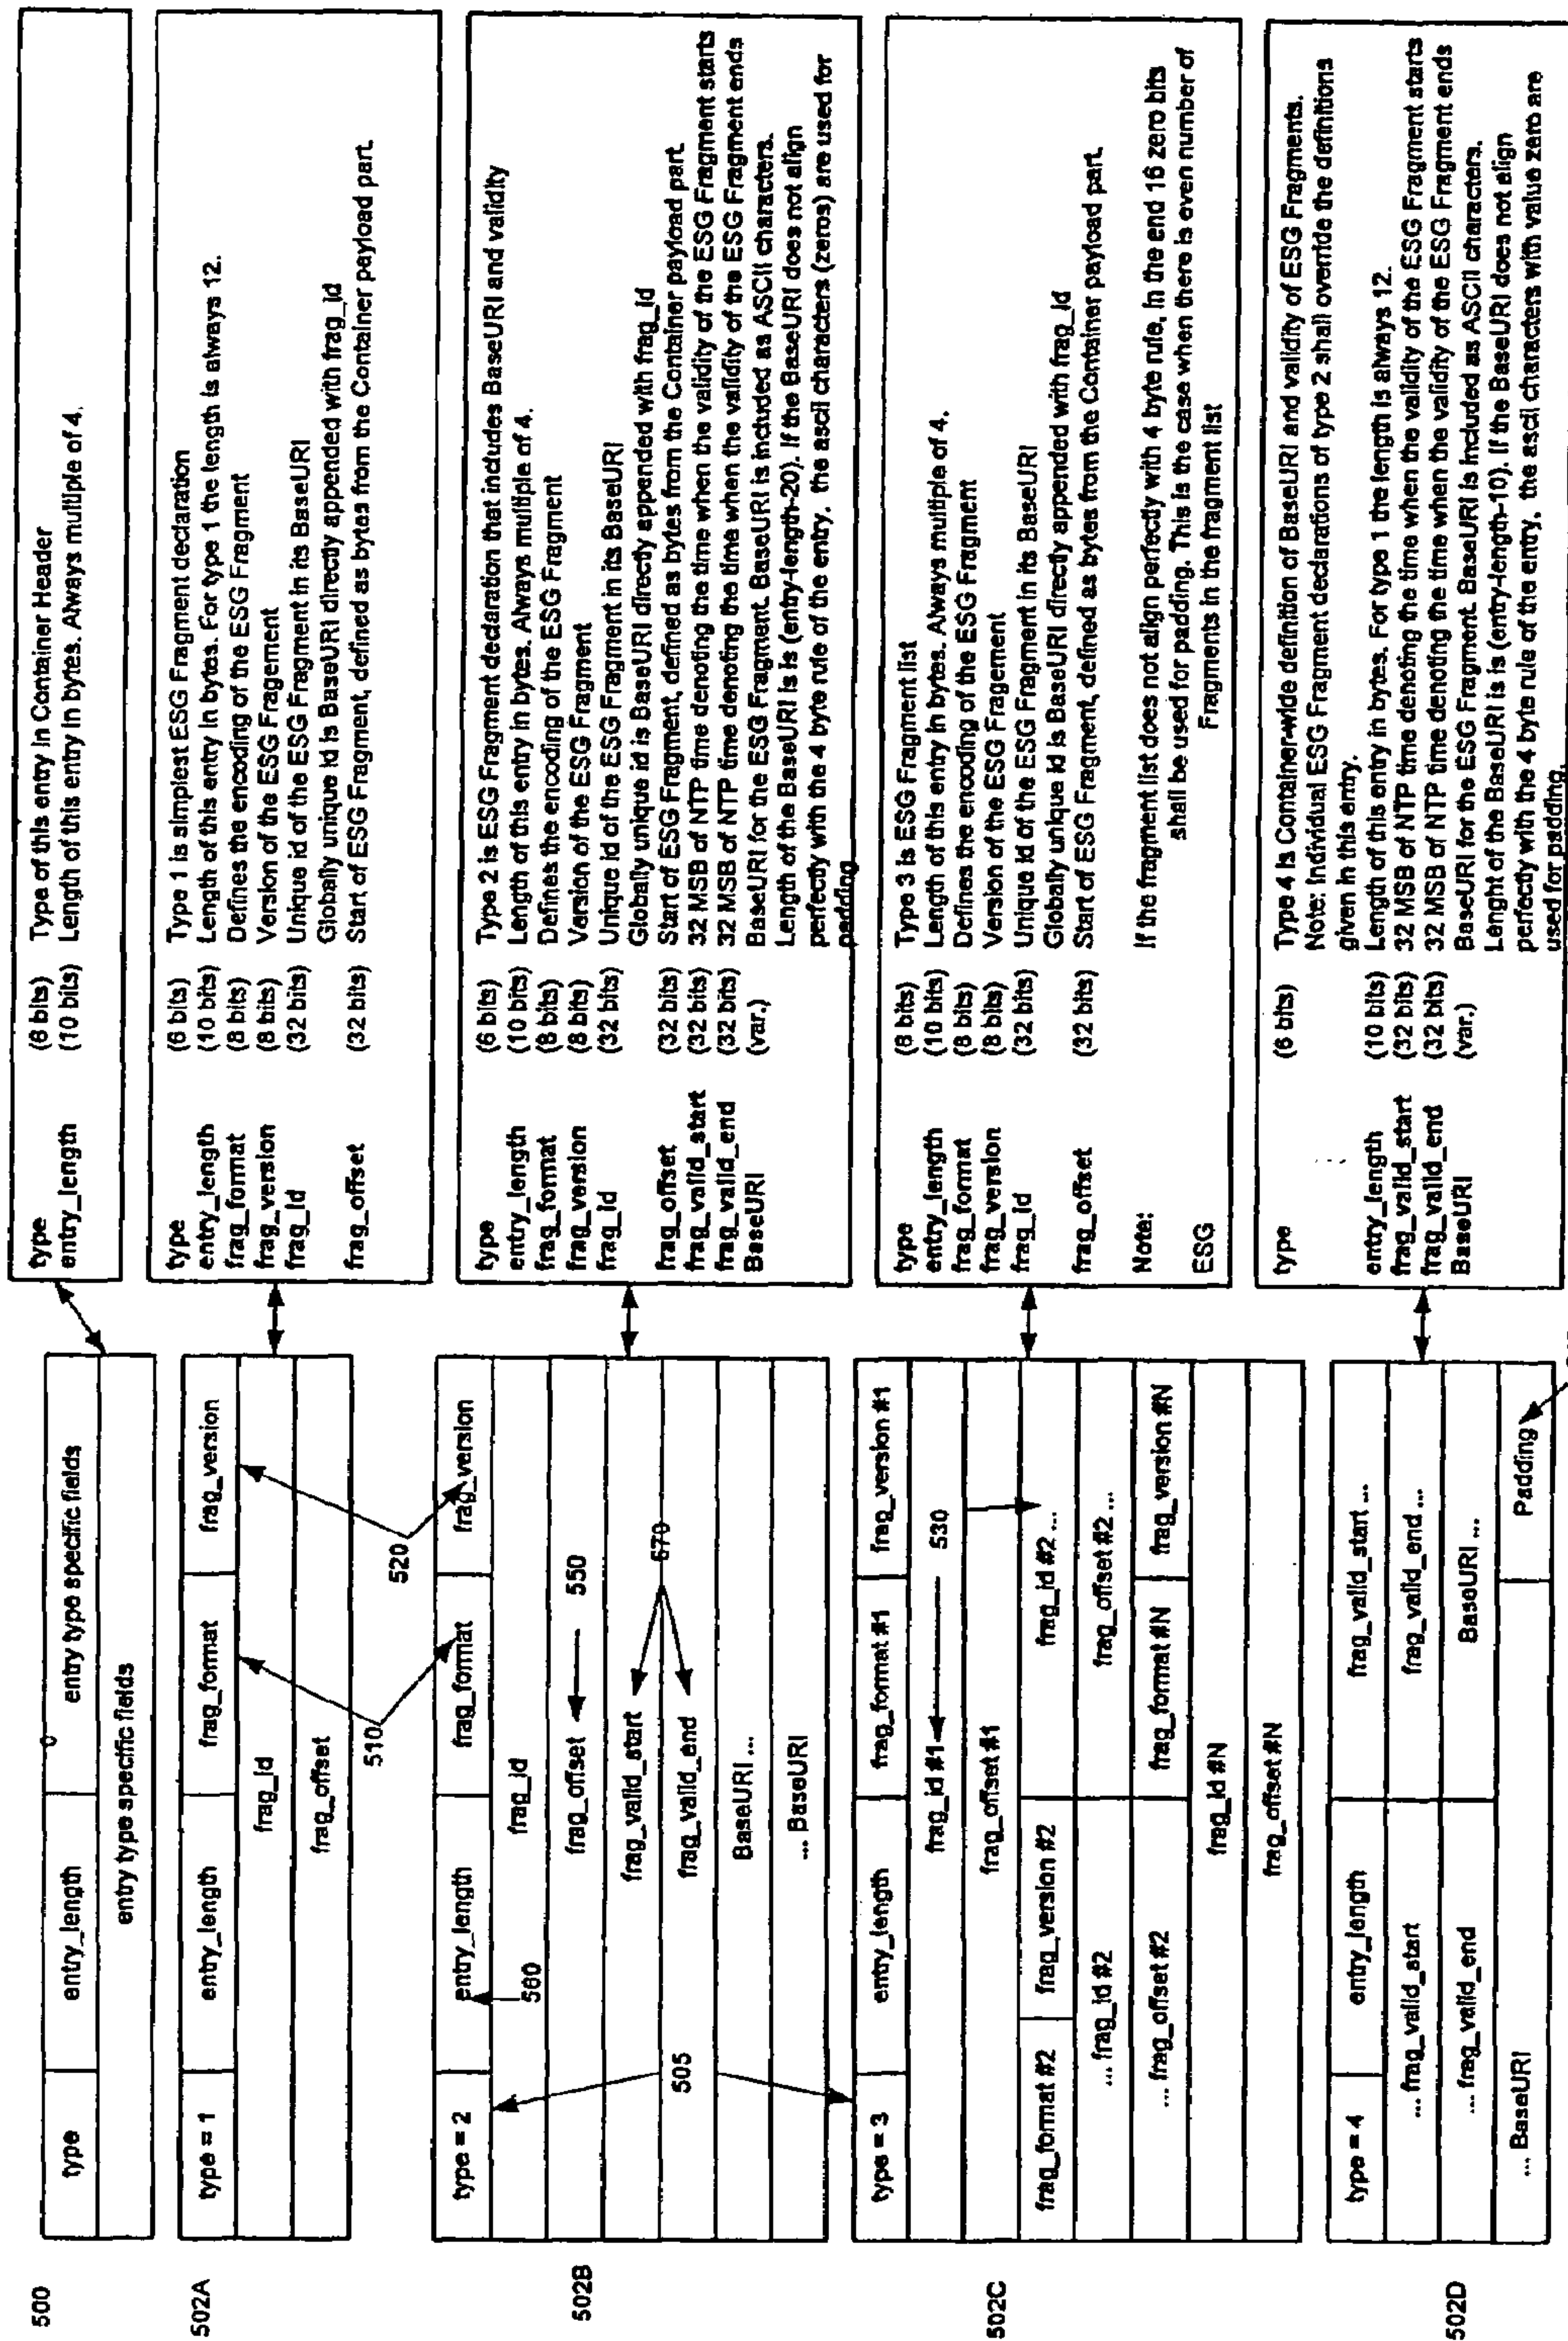 500
type
entry_length
entry type specific fields
entry type specific fields
type (6 bits) Type of this entry in Container Header
entry_length (10 bits) Length of this entry in bytes. Always multiple of 4.
502A
type = 1
entry_length
frag_format
frag_version
frag_id
frag_offset
510
520
type (6 bits) Type 1 is simplest ESG Fragment declaration
entry_length (10 bits) Length of this entry in bytes. For type 1 the length is always 12.
frag_format (8 bits) Defines the encoding of the ESG Fragment
frag_version (8 bits) Version of the ESG Fragement
frag_id (32 bits) Unique id of the ESG Fragment in its BaseURI
Globally unique id is BaseURI directly appended with frag_id
frag_offset (32 bits) Start of ESG Fragment, defined as bytes from the Container payload part.
502B
type = 2
entry_length
frag_format
frag_version
560
frag_id
frag_offset
550
frag_valid_start
570
frag_valid_end
505
BaseURI ...
... BaseURI
type (6 bits) Type 2 is ESG Fragment declaration that includes BaseURI and validity
entry_length (10 bits) Length of this entry in bytes. Always multiple of 4.
frag_format (8 bits) Defines the encoding of the ESG Fragment
frag_version (8 bits) Version of the ESG Fragment
frag_id (32 bits) Unique id of the ESG Fragment in its BaseURI
Globally unique id is BaseURI directly appended with frag_id
frag_offset (32 bits) Start of ESG Fragment, defined as bytes from the Container payload part.
frag_valid_start (32 bits) 32 MSB of NTP time denoting the time when the validity of the ESG Fragment starts
frag_valid_end (32 bits) 32 MSB of NTP time denoting the time when the validity of the ESG Fragment ends
BaseURI (var.) BaseURI for the ESG Fragment. BaseURI is included as ASCII characters.
Length of the BaseURI is (entry-length-20). If the BaseURI does not align
perfectly with the 4 byte rule of the entry, the ascii characters (zeros) are used for
padding
502C
type = 3
entry_length
frag_format #1
frag_version #1
frag_id #1
530
frag_offset #1
frag_format #2
frag_version #2
frag_id #2 ...
... frag_id #2
frag_offset #2 ...
... frag_offset #2
frag_format #N
frag_version #N
frag_id #N
frag_offset #N
type (6 bits) Type 3 is ESG Fragment list
entry_length (10 bits) Length of this entry in bytes. Always multiple of 4.
frag_format (8 bits) Defines the encoding of the ESG Fragment
frag_version (8 bits) Version of the ESG Fragement
frag_id (32 bits) Unique id of the ESG Fragment in its BaseURI
Globally unique id is BaseURI directly appended with frag_id
frag_offset (32 bits) Start of ESG Fragment, defined as bytes from the Container payload part.
Note: If the fragment list does not align perfectly with 4 byte rule, in the end 16 zero bits
shall be used for padding. This is the case when there is even number of
ESG Fragments in the fragment list
502D
type = 4
entry_length
frag_valid_start ...
... frag_valid_start
frag_valid_end ...
... frag_valid_end
BaseURI ...
... BaseURI
Padding
type (6 bits) Type 4 is Container-wide definition of BaseURI and validity of ESG Fragments.
Note: Individual ESG Fragment declarations of type 2 shall override the definitions
given in this entry.
entry_length (10 bits) Length of this entry in bytes. For type 1 the length is always 12.
frag_valid_start (32 bits) 32 MSB of NTP time denoting the time when the validity of the ESG Fragment starts
frag_valid_end (32 bits) 32 MSB of NTP time denoting the time when the validity of the ESG Fragment ends
BaseURI (var.) BaseURI for the ESG Fragment. BaseURI is included as ASCII characters.
Lenght of the BaseURI is (entry-length-10). If the BaseURI does not align
perfectly with the 4 byte rule of the entry, the ascii characters with value zero are
used for padding.